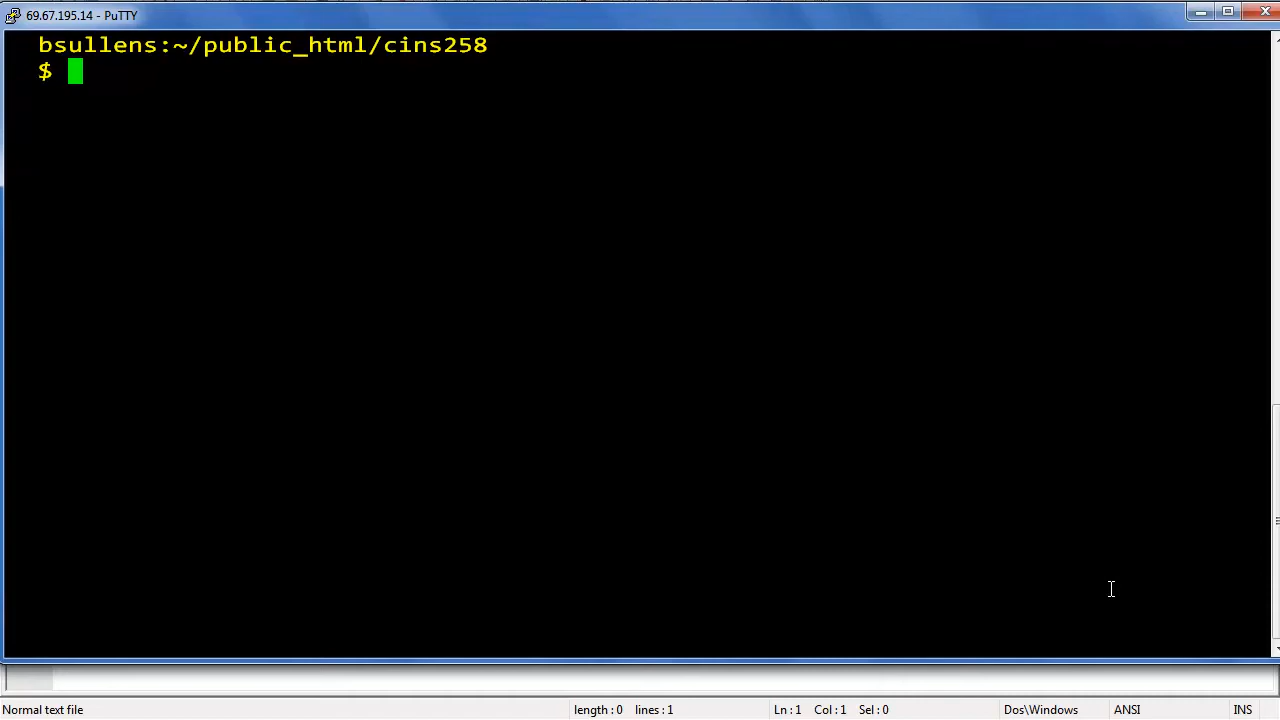 69.67.195.14 - PuTTY
bsullens:~/public_html/cins258
$
Normal text file
length : 0 lines : 1
Ln : 1 Col : 1 Sel : 0
Dos\Windows
ANSI
INS